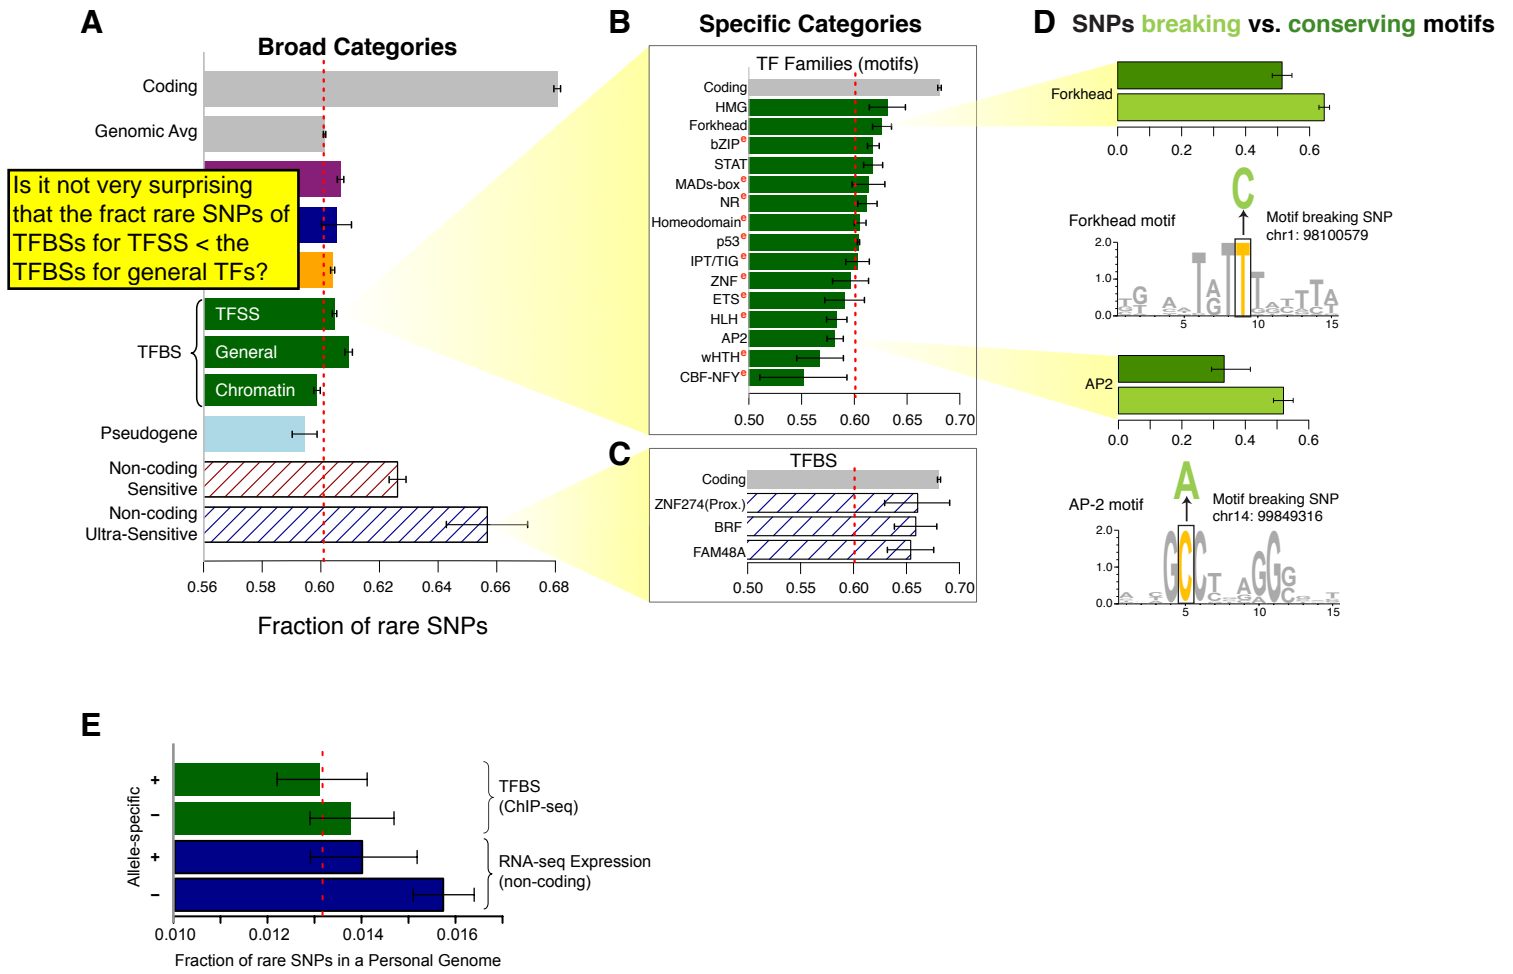 A
Broad Categories
Coding
Genomic Avg
Is it not very surprising
that the fract rare SNPs of
TFBSs for TFSS < the
TFBSs for general TFs?
TFBS
TFSS
General
Chromatin
Pseudogene
Non-coding
Sensitive
Non-coding
Ultra-Sensitive
0.56 0.58 0.60 0.62 0.64 0.66 0.68
Fraction of rare SNPs
B
Specific Categories
TF Families (motifs)
Coding
HMG
Forkhead
bZIP e
STAT
MADs-box e
NR e
Homeodomain e
p53 e
IPT/TIG e
ZNF e
ETS e
HLH e
AP2
wHTH e
CBF-NFY e
0.50 0.55 0.60 0.65 0.70
C
TFBS
Coding
ZNF274(Prox.)
BRF
FAM48A
0.50 0.55 0.60 0.65 0.70
D
SNPs breaking vs. conserving motifs
Forkhead
0.0 0.2 0.4 0.6
C
Forkhead motif
Motif breaking SNP
chr1: 98100579
2.0
1.0
0.0
5 10 15
AP2
0.0 0.2 0.4 0.6
A
AP-2 motif
Motif breaking SNP
chr14: 99849316
2.0
1.0
0.0
5 10 15
E
Allele-specific
+
−
+
−
TFBS
(ChIP-seq)
RNA-seq Expression
(non-coding)
0.010 0.012 0.014 0.016
Fraction of rare SNPs in a Personal Genome